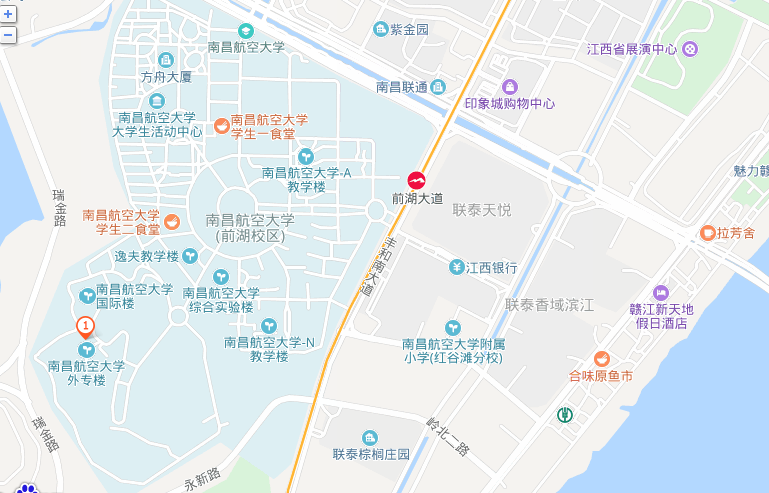 +
−
紫金园
南昌航空大学
江西省展演中心
方舟大厦
南昌联通
印象城购物中心
南昌航空大学
大学生活动中心
南昌航空大学
学生一食堂
南昌航空大学-A
教学楼
魅力赣
前湖大道
瑞金路
联泰天悦
南昌航空大学
学生二食堂
南昌航空大学
(前湖校区)
拉芳舍
逸夫教学楼
丰和南大道
江西银行
南昌航空大学
国际楼
南昌航空大学
综合实验楼
联泰香域滨江
赣江新天地
假日酒店
1
南昌航空大学-N
教学楼
南昌航空大学附属
小学(红谷滩分校)
南昌航空大学
外专楼
合味原鱼市
瑞金路
岭北二路
联泰棕榈庄园
永新路